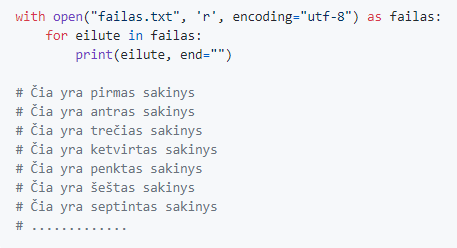 with open("failas.txt", 'r', encoding="utf-8") as failas:
    for eilute in failas:
        print(eilute, end="")

# Čia yra pirmas sakinys
# Čia yra antras sakinys
# Čia yra trečias sakinys
# Čia yra ketvirtas sakinys
# Čia yra penktas sakinys
# Čia yra šeštas sakinys
# Čia yra septintas sakinys
# .............